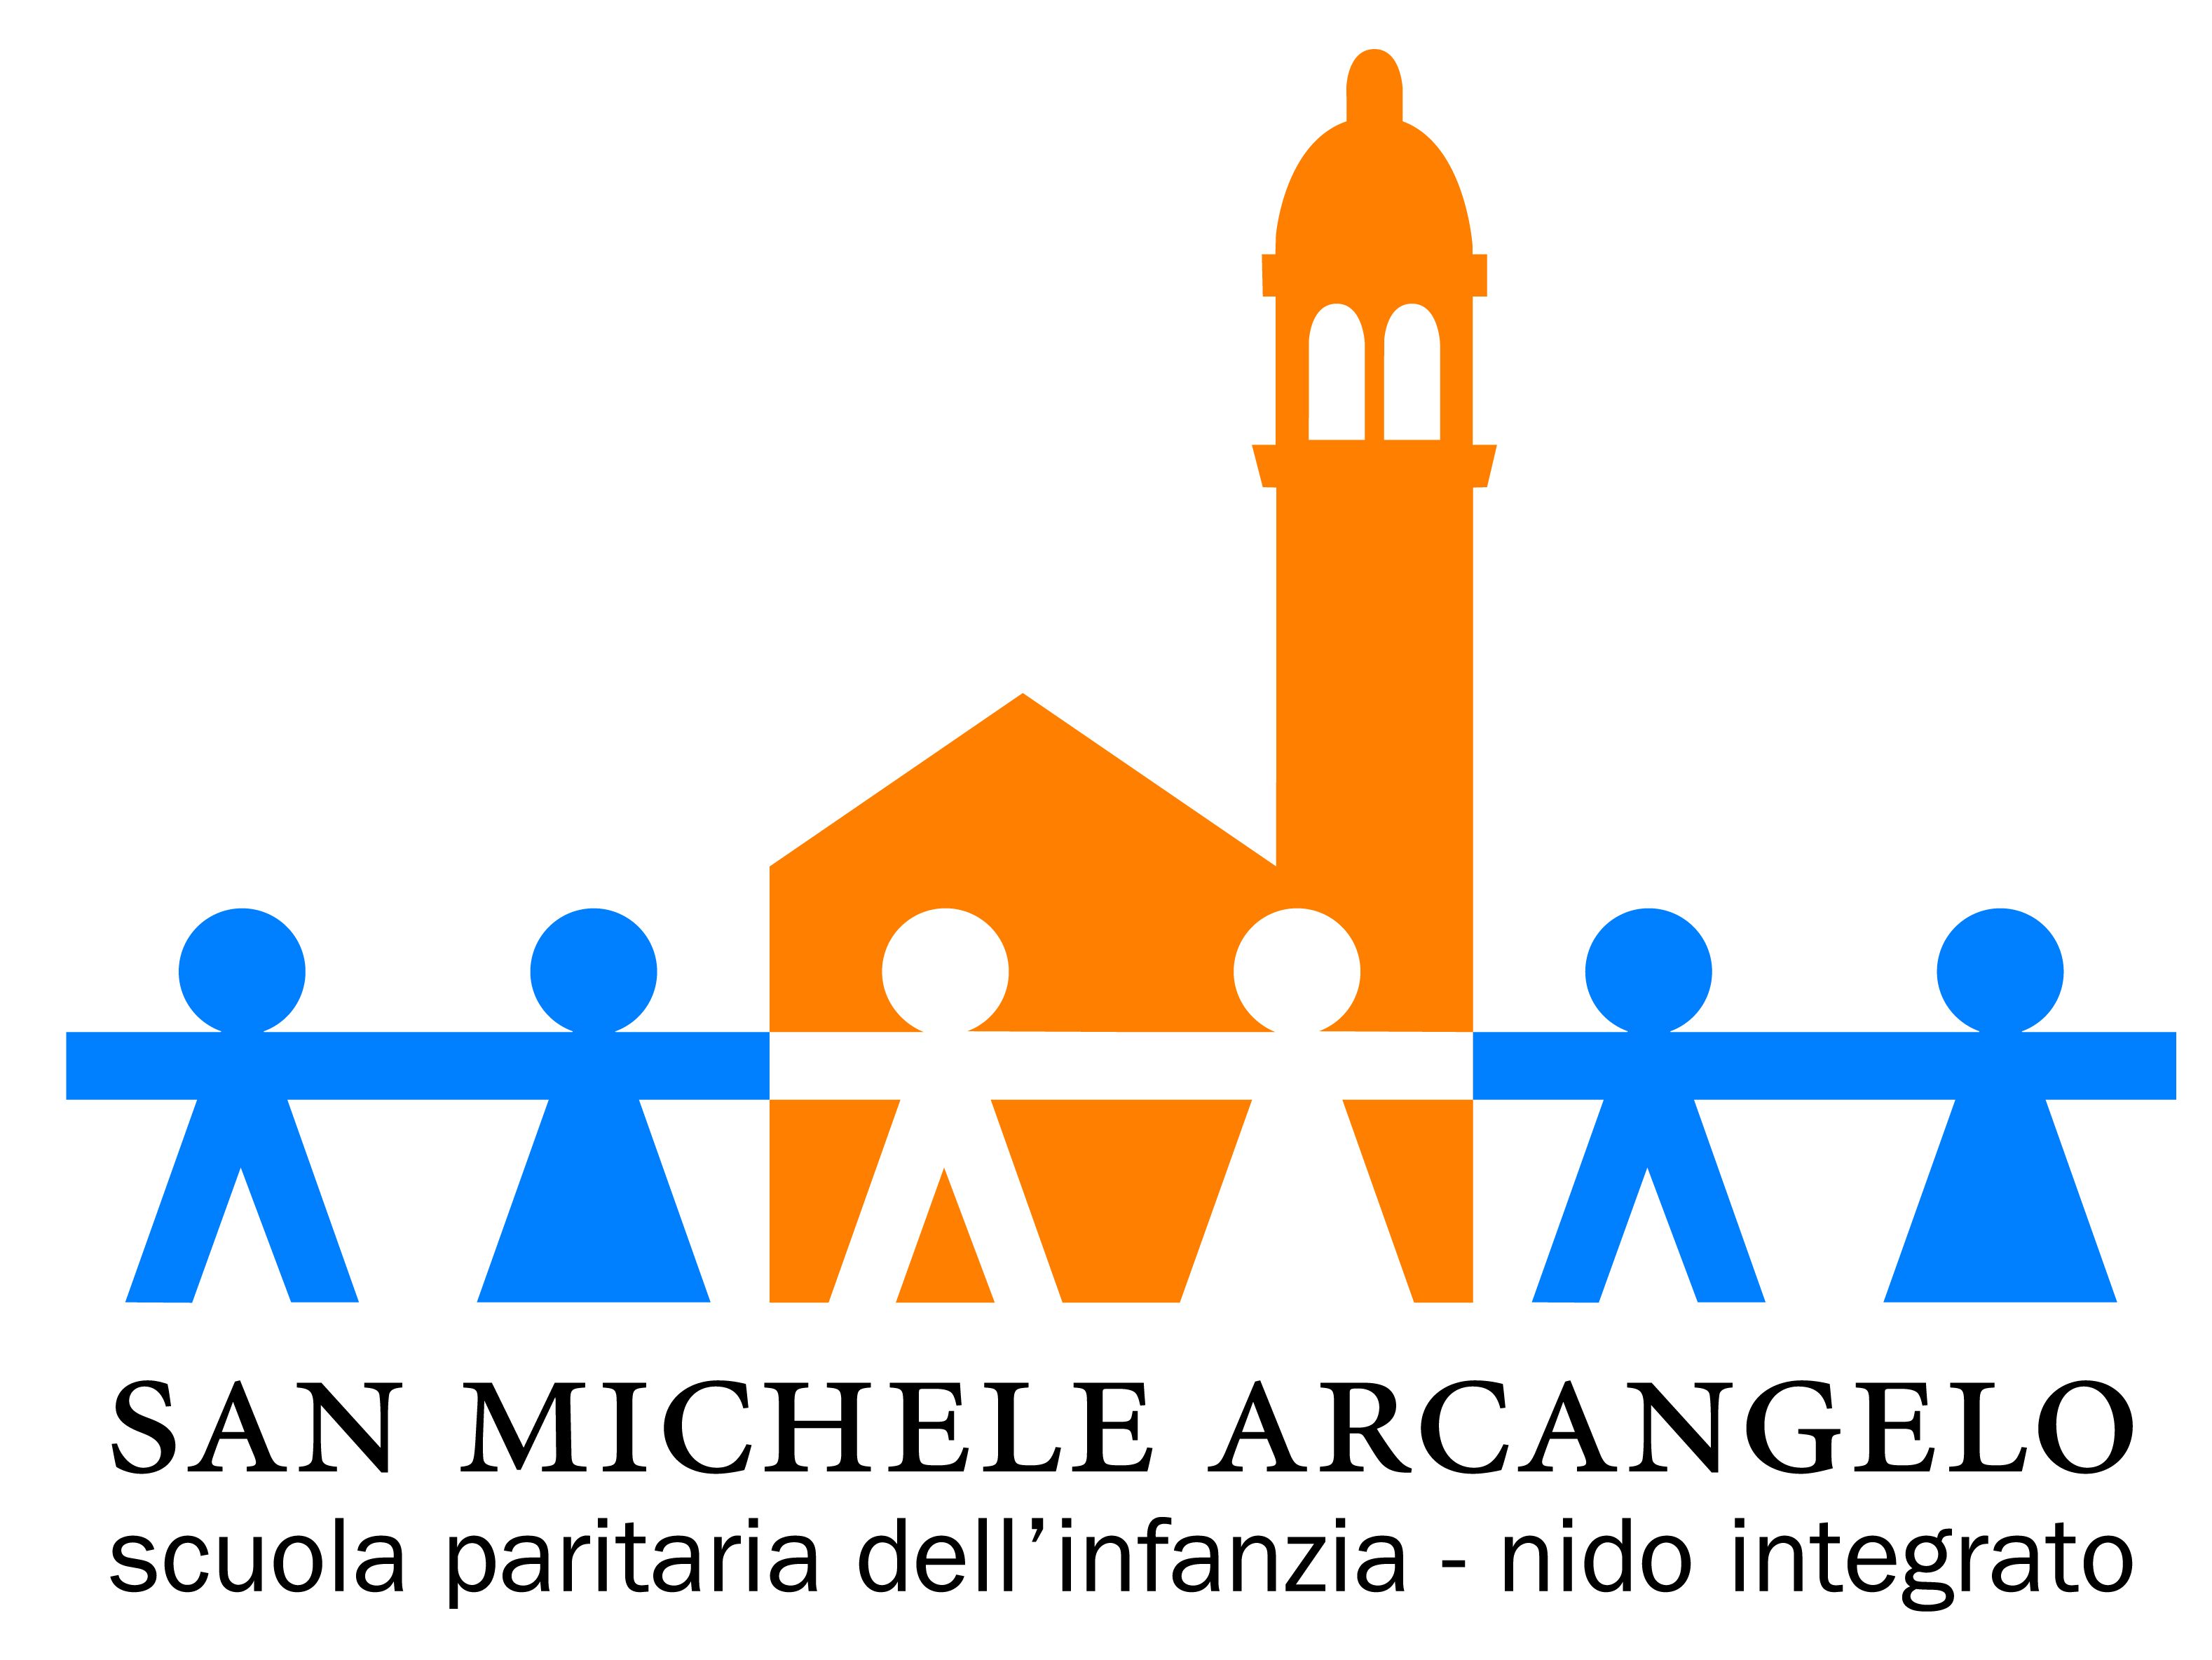 SAN MICHELE ARCANGELO
scuola paritaria dell'infanzia - nido integrato